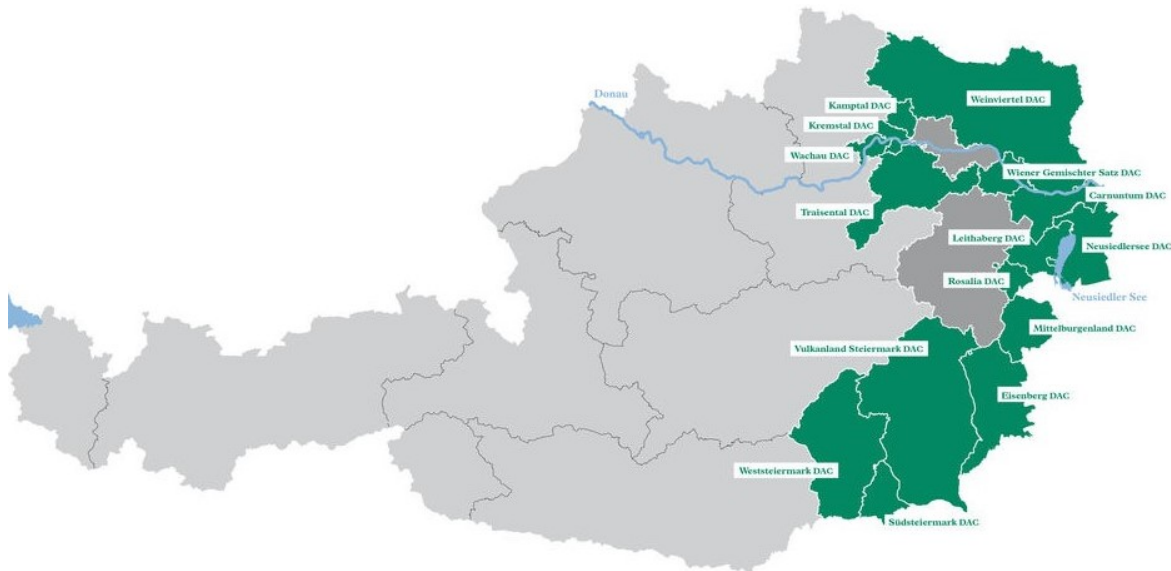 Donau
Weinviertel DAC
Kamptal DAC
Kremstal DAC
Wachau DAC
Wiener Gemischter Satz DAC
Carnuntum DAC
Traisental DAC
Leithaberg DAC
Neusiedlersee DAC
Rosalia DAC
Neusiedler See
Mittelburgenland DAC
Vulkanland Steiermark DAC
Eisenberg DAC
Weststeiermark DAC
Südsteiermark DAC